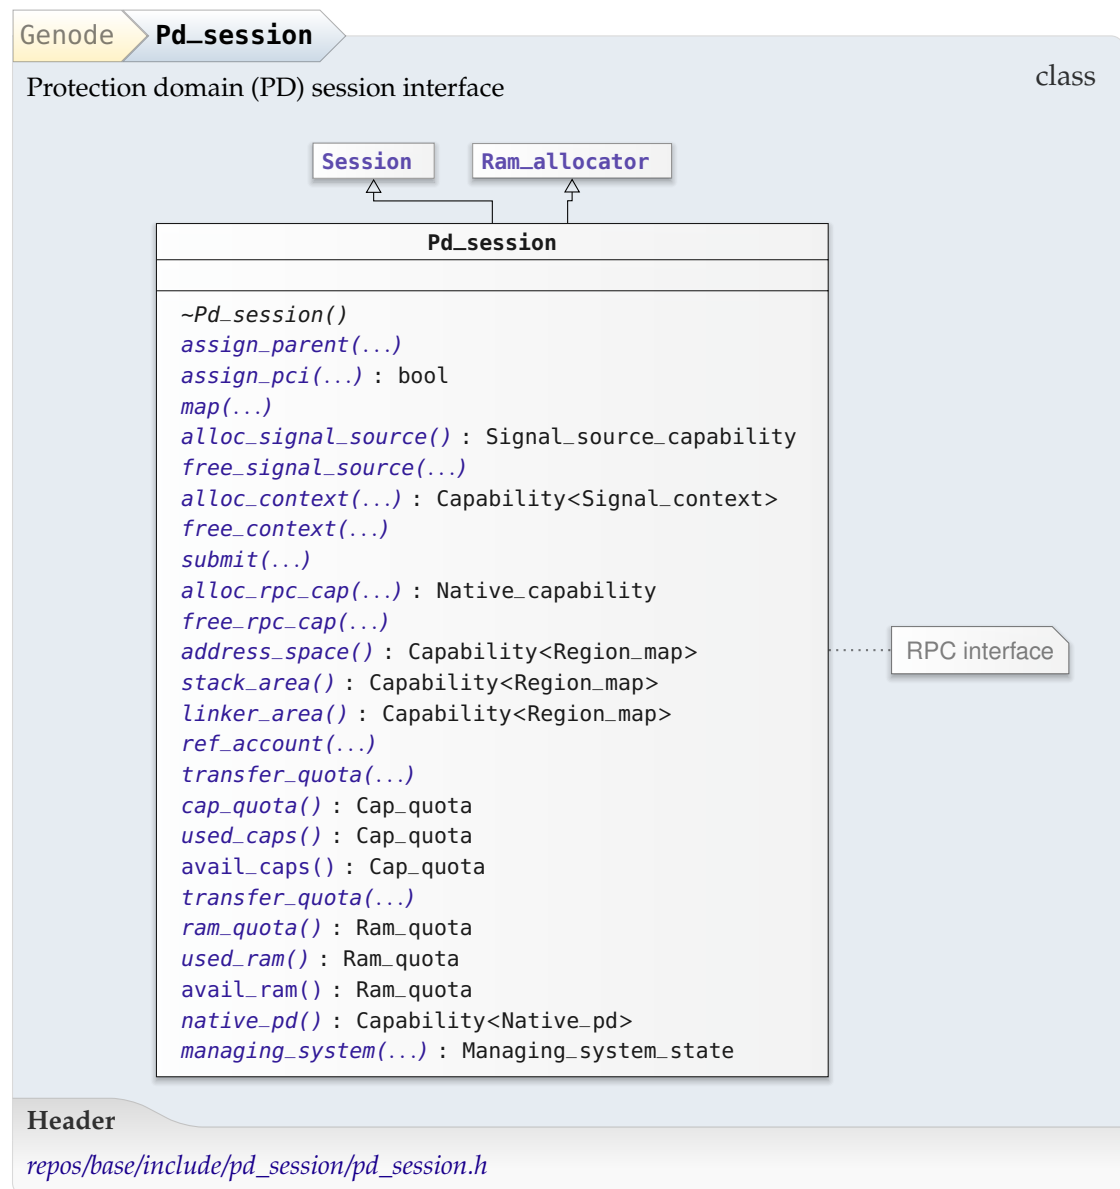 Genode Pd_session
class
Protection domain (PD) session interface
Session Ram_allocator
Pd_session
~Pd_session()
assign_parent(...)
assign_pci(...) : bool
map(...)
alloc_signal_source() : Signal_source_capability
free_signal_source(...)
alloc_context(...) : Capability<Signal_context>
free_context(...)
submit(...)
alloc_rpc_cap(...) : Native_capability
free_rpc_cap(...)
address_space() : Capability<Region_map>
RPC interface
stack_area() : Capability<Region_map>
linker_area() : Capability<Region_map>
ref_account(...)
transfer_quota(...)
cap_quota() : Cap_quota
used_caps() : Cap_quota
avail_caps() : Cap_quota
transfer_quota(...)
ram_quota() : Ram_quota
used_ram() : Ram_quota
avail_ram() : Ram_quota
native_pd() : Capability<Native_pd>
managing_system(...) : Managing_system_state
Header
repos/base/include/pd_session/pd_session.h